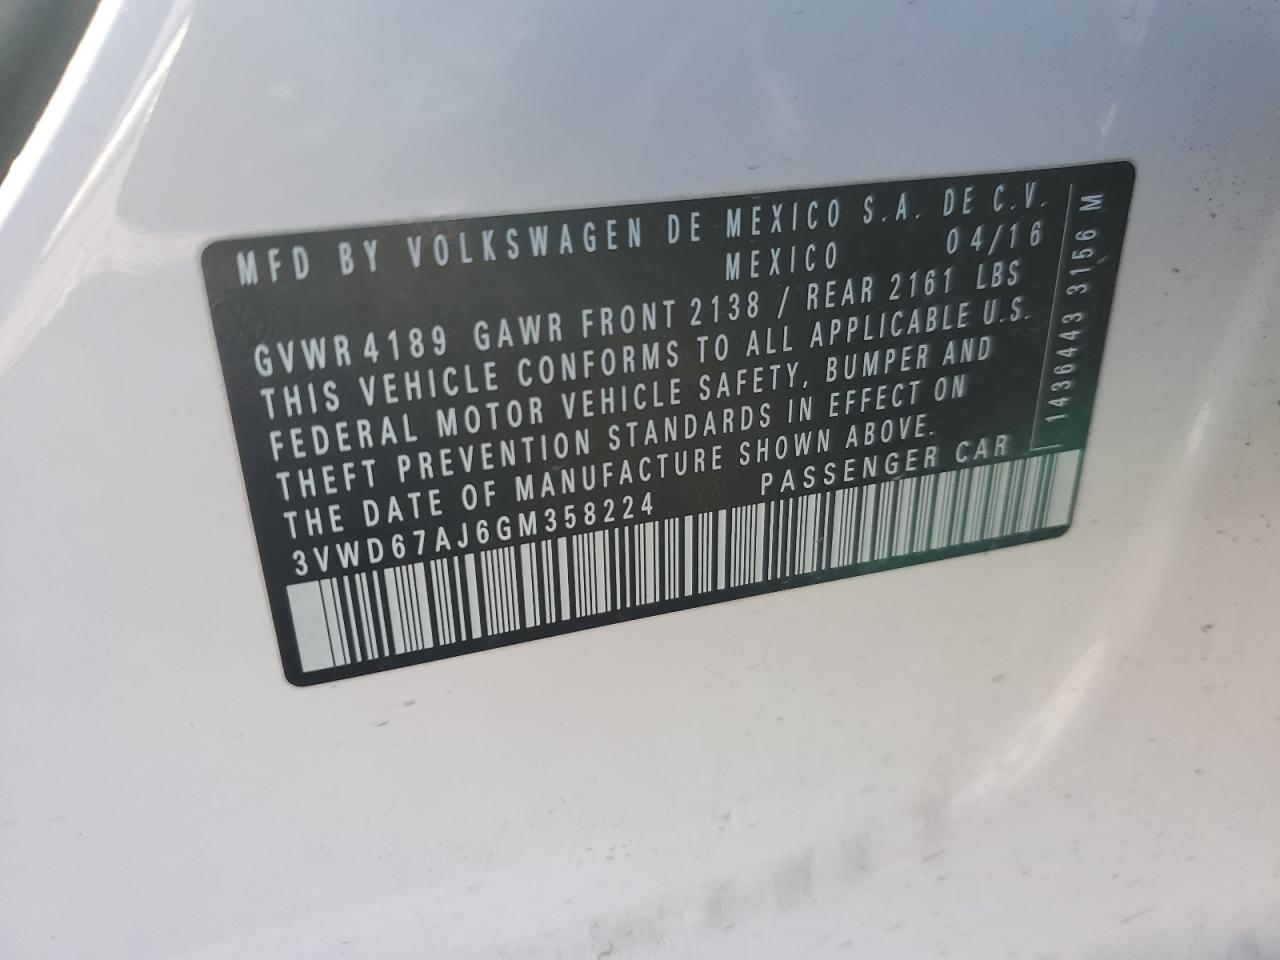 MFD BY VOLKSWAGEN DE MEXICO S.A. DE C.V.
MEXICO 04/16
GVWR 4189 GAWR FRONT 2138 / REAR 2161 LBS
THIS VEHICLE CONFORMS TO ALL APPLICABLE U.S.
FEDERAL MOTOR VEHICLE SAFETY, BUMPER AND
THEFT PREVENTION STANDARDS IN EFFECT ON
THE DATE OF MANUFACTURE SHOWN ABOVE.
3VWD67AJ6GM358224 PASSENGER CAR
1436443 3156 M